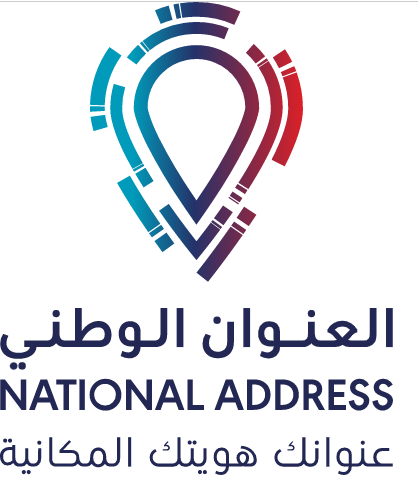 العنوان الوطني
NATIONAL ADDRESS
عنوانك هويتك المكانية